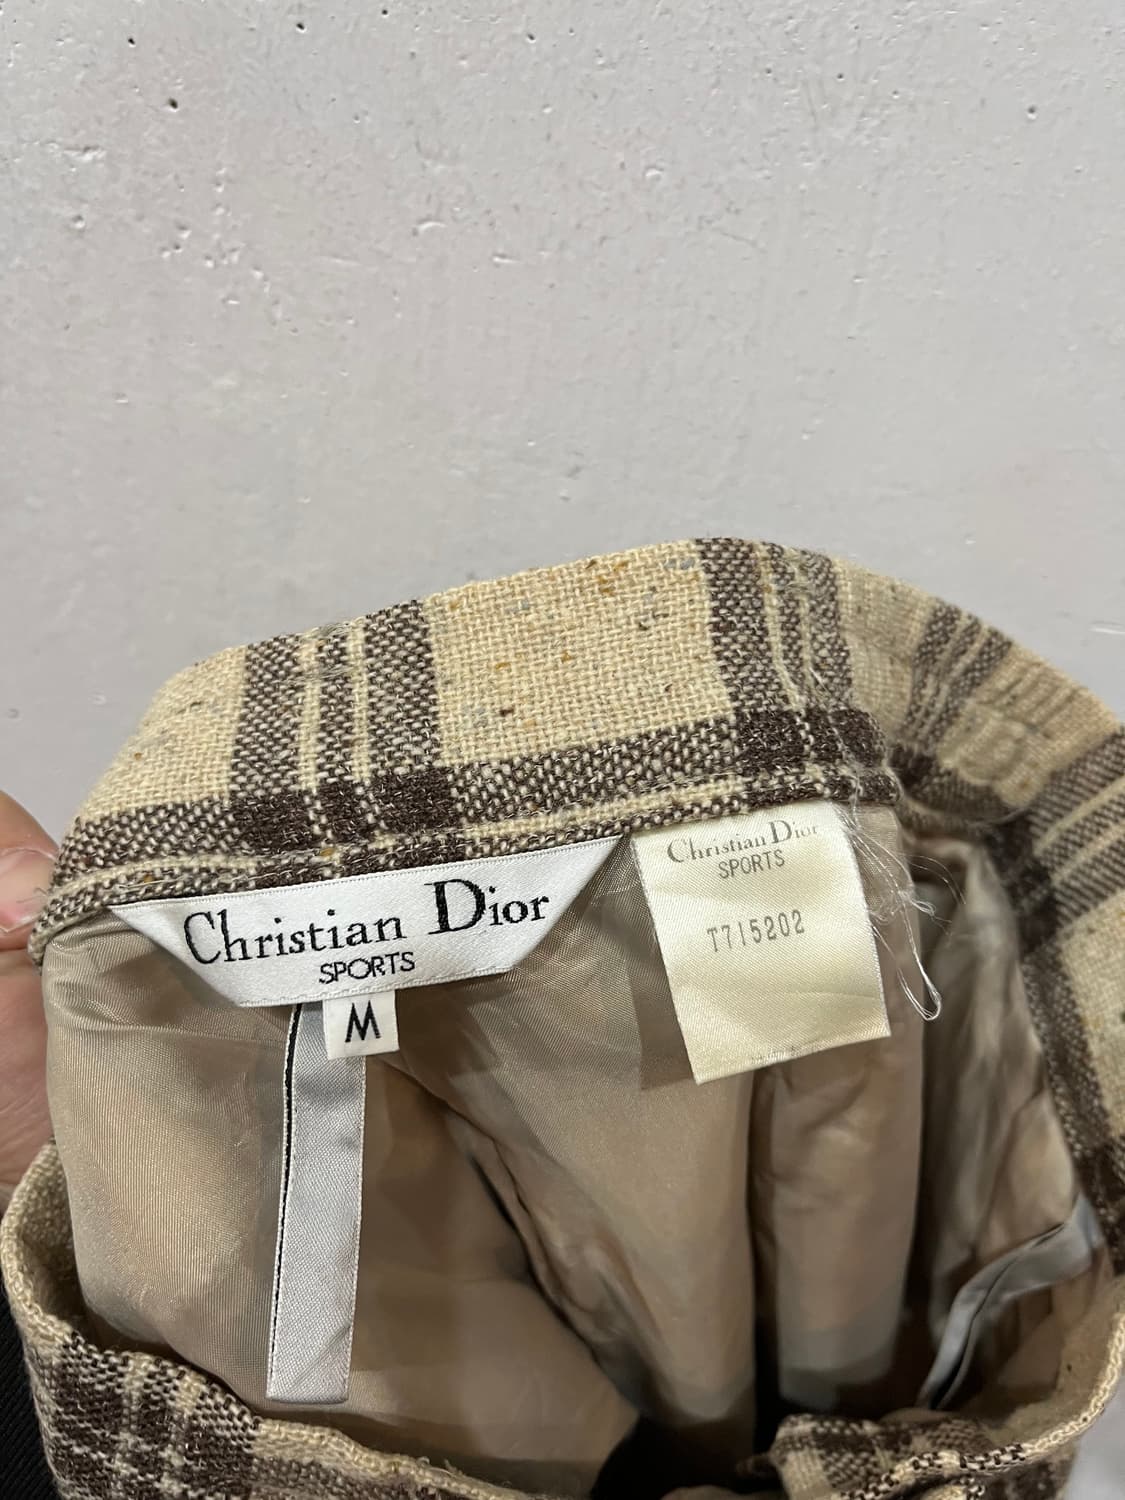 Christian Dior
SPORTS
M
Christian Dior
SPORTS
T715202